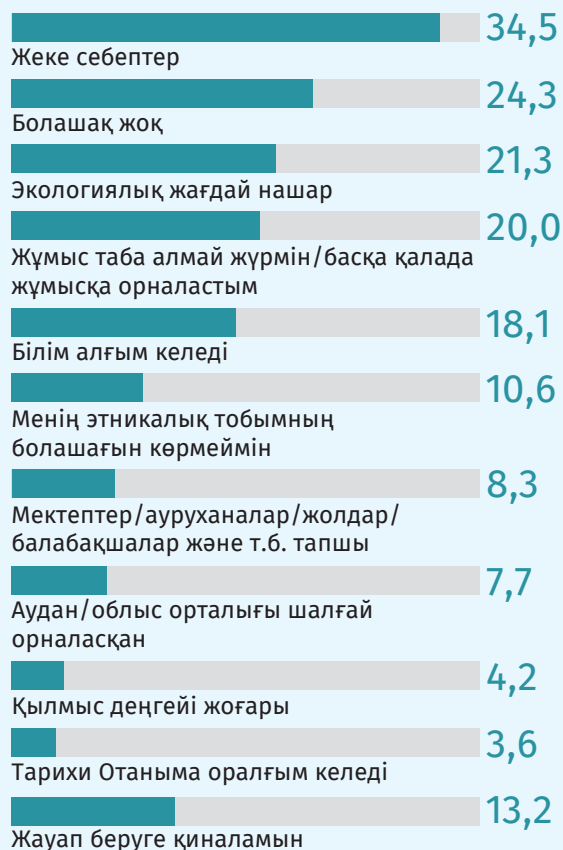 34,5
Жеке себептер
24,3
Болашақ жоқ
21,3
Экологиялық жағдай нашар
20,0
Жұмыс таба алмай жүрмін/басқа қалада
жұмысқа орналастым
18,1
Білім алғым келеді
10,6
Менің этникалық тобымның
болашағын көрмеймін
8,3
Мектептер/ауруханалар/жолдар/
балабақшалар және т.б. тапшы
7,7
Аудан/облыс орталығы шалғай
орналасқан
4,2
Қылмыс деңгейі жоғары
3,6
Тарихи Отаныма оралғым келеді
13,2
Жауап беруге қиналамын